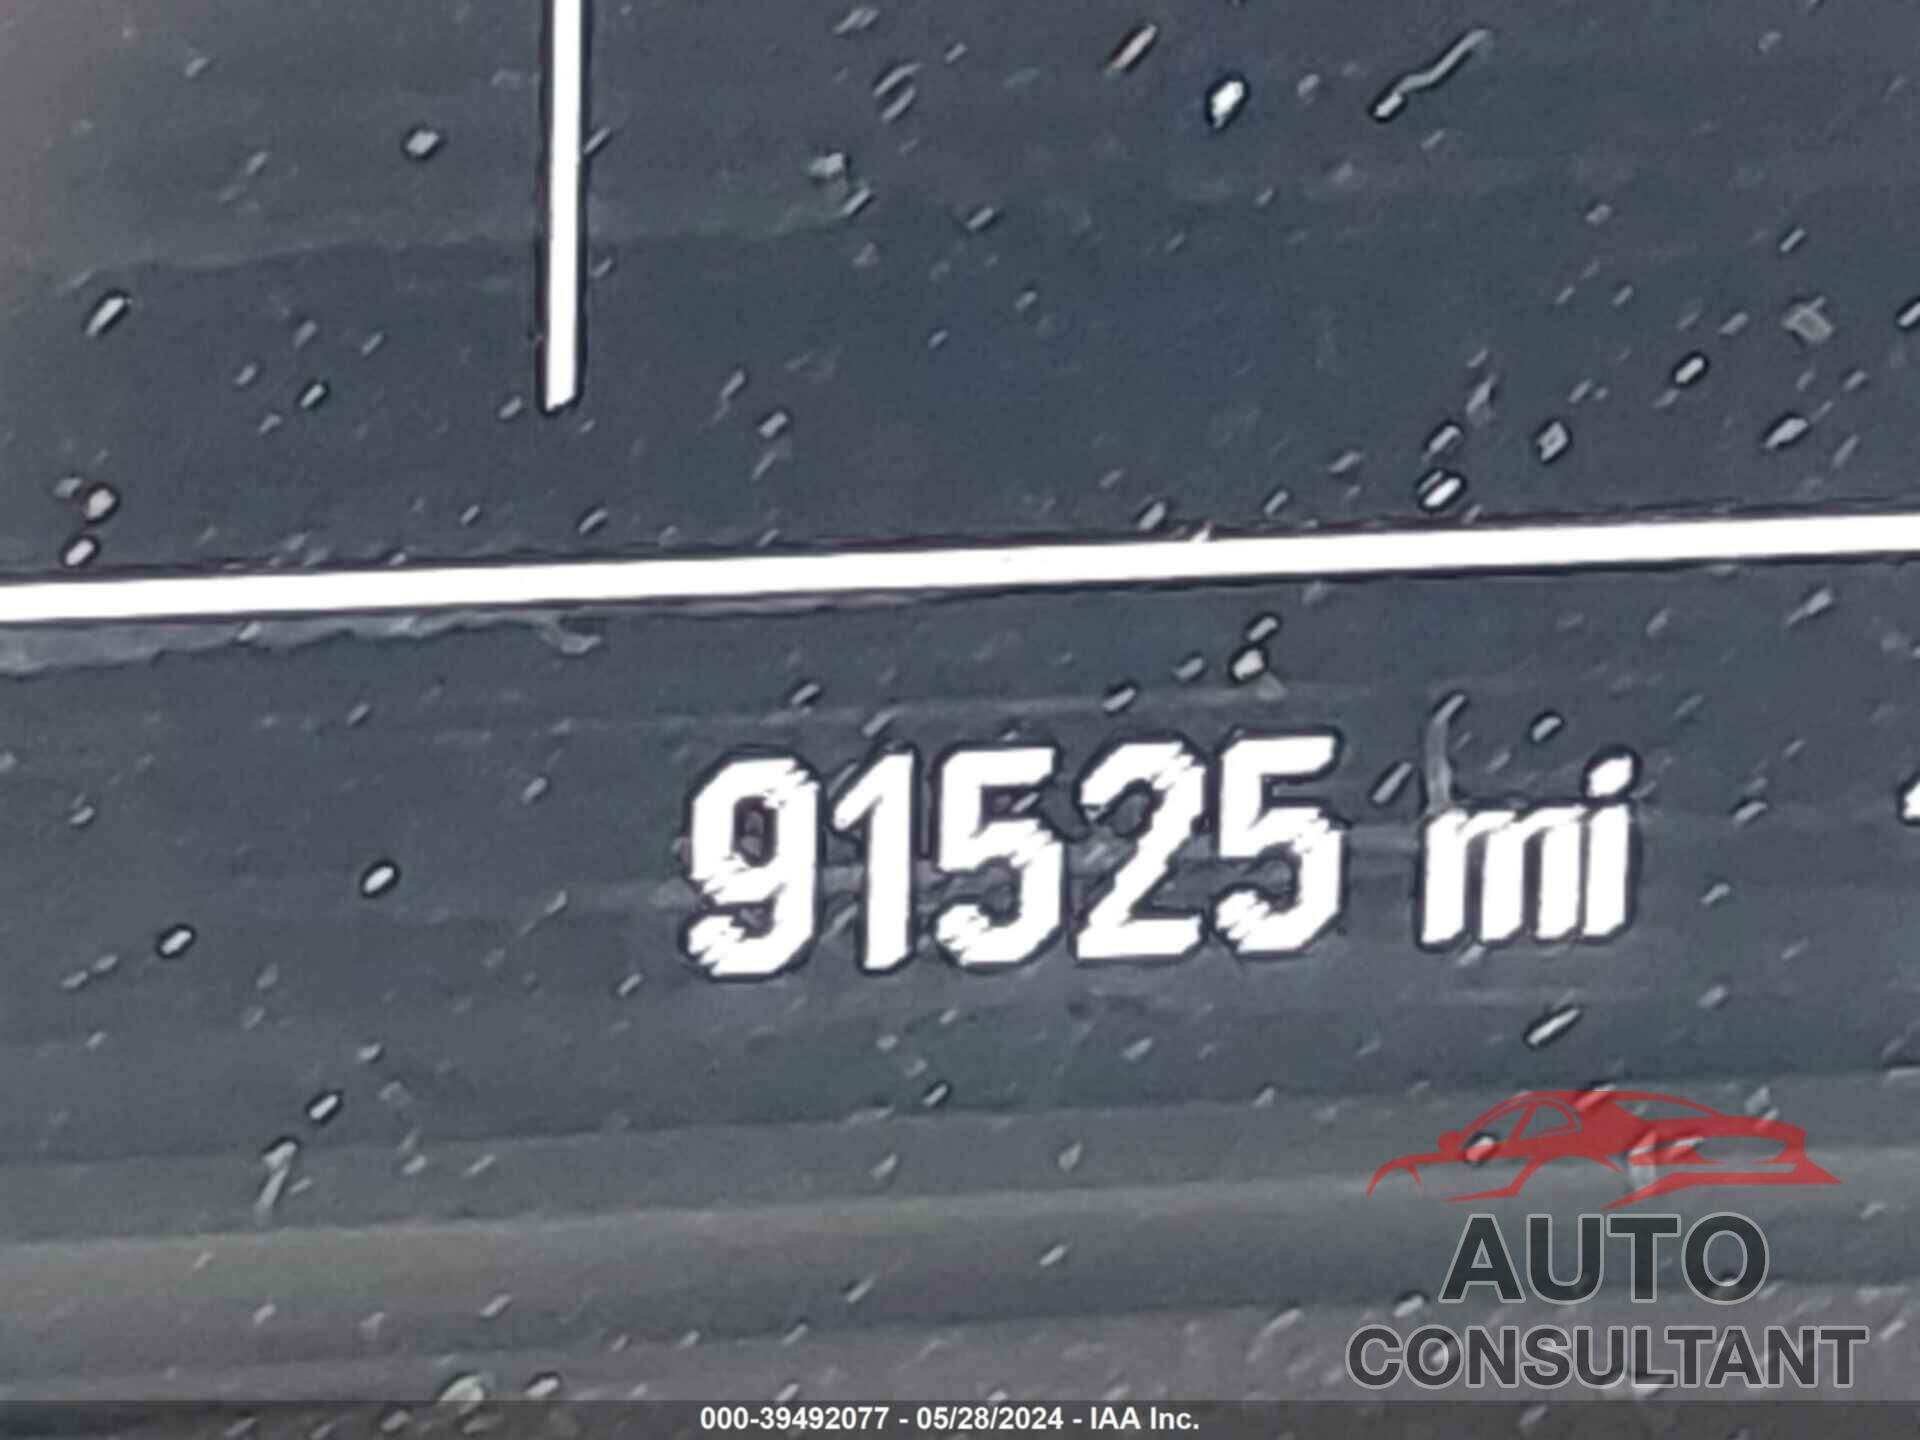 91525 mi
AUTO
CONSULTANT
000-39492077 - 05/28/2024 - IAA Inc.